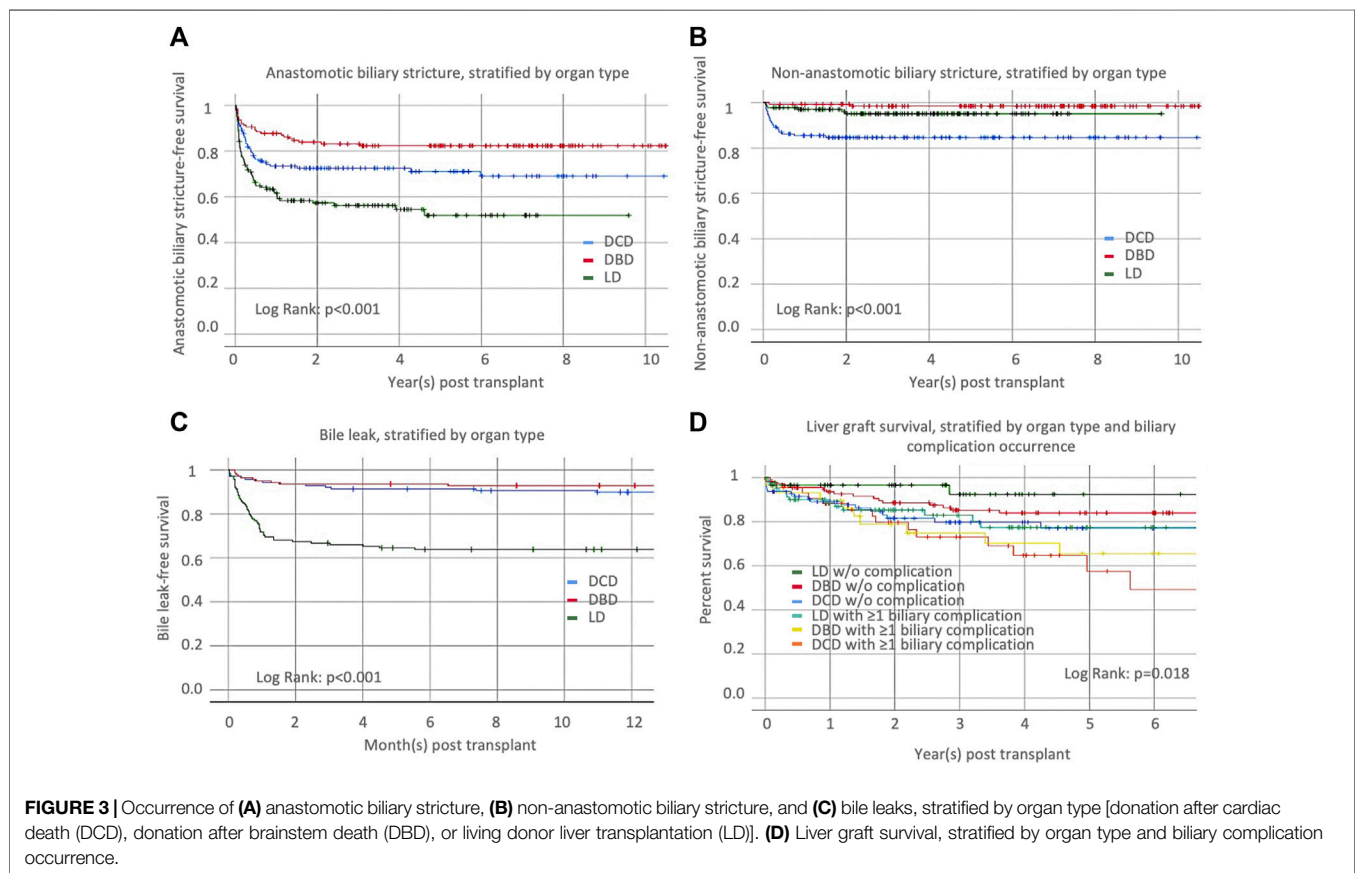 A
Anastomotic biliary stricture, stratified by organ type
Anastomotic biliary stricture-free survival
1
0.8
0.6
0.4
0.2
0.0
DCD
DBD
LD
Log Rank: p<0.001
0 2 4 6 8 10
Year(s) post transplant
B
Non-anastomotic biliary stricture, stratified by organ type
Non-anastomotic biliary stricture-free survival
1
0.8
0.6
0.4
0.2
0.0
DCD
DBD
LD
Log Rank: p<0.001
0 2 4 6 8 10
Year(s) post transplant
C
Bile leak, stratified by organ type
Bile leak-free survival
1
0.8
0.6
0.4
0.2
0.0
DCD
DBD
LD
Log Rank: p<0.001
0 2 4 6 8 10 12
Month(s) post transplant
D
Liver graft survival, stratified by organ type and biliary
complication occurrence
Percent survival
1
0.8
0.6
0.4
0.2
0.0
LD w/o complication
DBD w/o complication
DCD w/o complication
LD with ≥1 biliary complication
DBD with ≥1 biliary complication
DCD with ≥1 biliary complication
Log Rank: p=0.018
0 1 2 3 4 5 6
Year(s) post transplant
FIGURE 3 | Occurrence of (A) anastomotic biliary stricture, (B) non-anastomotic biliary stricture, and (C) bile leaks, stratified by organ type [donation after cardiac
death (DCD), donation after brainstem death (DBD), or living donor liver transplantation (LD)]. (D) Liver graft survival, stratified by organ type and biliary complication
occurrence.